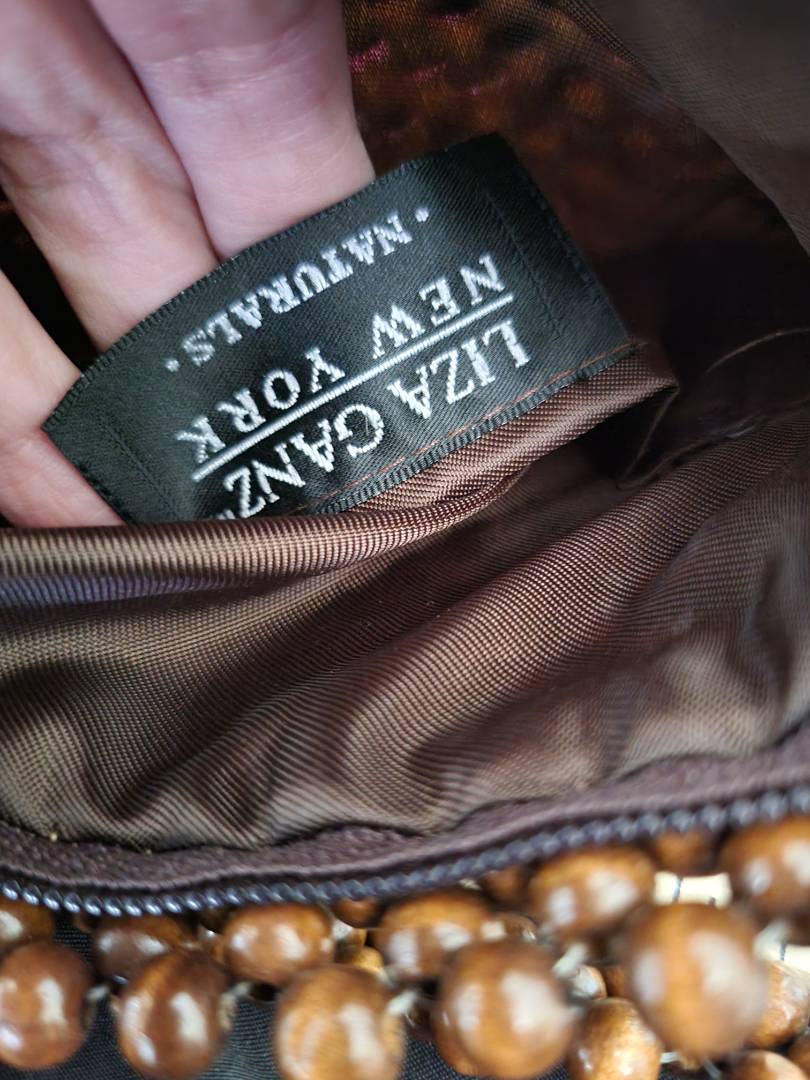 LIZA GANZ
NEW YORK
· NATURALS ·